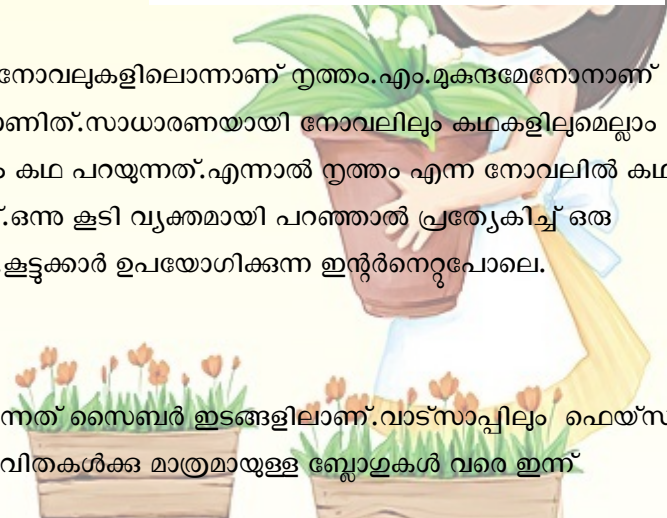 നോവലുകളിലൊന്നാണ് നൃത്തം.എം.മുകുന്ദമേനോനാണ്
ണിത്.സാധാരണയായി നോവലിലും കഥകളിലുമെല്ലാം
കഥ പറയുന്നത്.എന്നാൽ നൃത്തം എന്ന നോവലിൽ കഥ
.ഒന്നു കൂടി വ്യക്തമായി പറഞ്ഞാൽ പ്രത്യേകിച്ച് ഒരു
കൂട്ടുക്കാർ ഉപയോഗിക്കുന്ന ഇന്റർനെറ്റുപോലെ.
ന്നത് സൈബർ ഇടങ്ങളിലാണ്.വാട്സാപ്പിലും ഫെയ്സ
വിതകൾക്കു മാത്രമായുള്ള ബ്ലോഗുകൾ വരെ ഇന്ന്